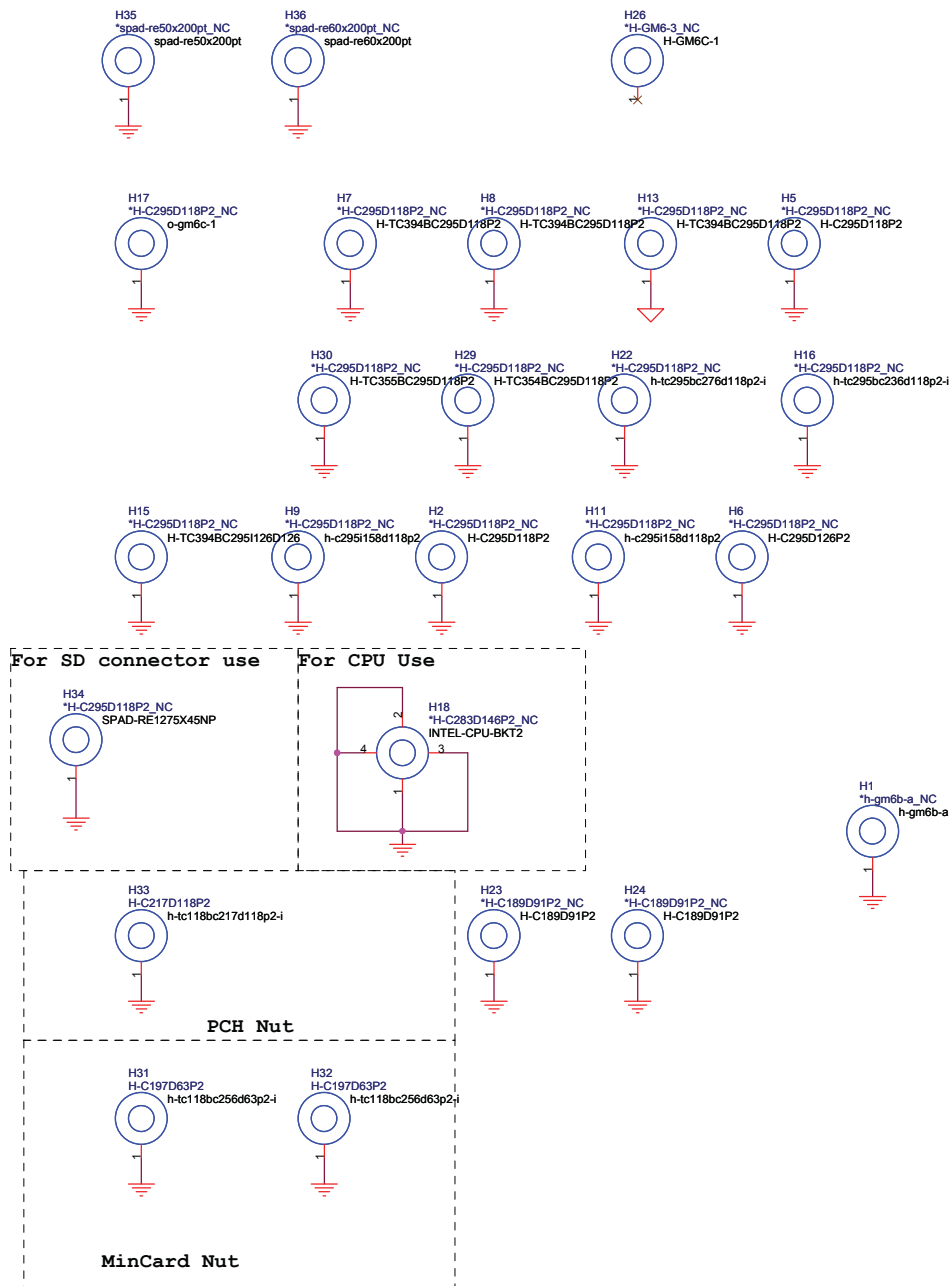 H35
*spad-re50x200pt_NC
spad-re50x200pt
1
H36
*spad-re60x200pt_NC
spad-re60x200pt
1
H26
*H-GM6-3_NC
H-GM6C-1
1
H17
*H-C295D118P2_NC
o-gm6c-1
1
H7
*H-C295D118P2_NC
H-TC394BC295D118P2
1
H8
*H-C295D118P2_NC
H-TC394BC295D118P2
1
H13
*H-C295D118P2_NC
H-TC394BC295D118P2
1
H5
*H-C295D118P2_NC
H-C295D118P2
1
H30
*H-C295D118P2_NC
H-TC355BC295D118P2
1
H29
*H-C295D118P2_NC
H-TC354BC295D118P2
1
H22
*H-C295D118P2_NC
h-tc295bc276d118p2-i
1
H16
*H-C295D118P2_NC
h-tc295bc236d118p2-i
1
H15
*H-C295D118P2_NC
H-TC394BC295I126D126
1
H9
*H-C295D118P2_NC
h-c295i158d118p2
1
H2
*H-C295D118P2_NC
H-C295D118P2
1
H11
*H-C295D118P2_NC
h-c295i158d118p2
1
H6
*H-C295D118P2_NC
H-C295D126P2
1
For SD connector use
H34
*H-C295D118P2_NC
SPAD-RE1275X45NP
1
For CPU Use
H18
*H-C283D146P2_NC
INTEL-CPU-BKT2
2
4
3
1
H1
*h-gm6b-a_NC
h-gm6b-a
1
H33
H-C217D118P2
h-tc118bc217d118p2-i
1
PCH Nut
H23
*H-C189D91P2_NC
H-C189D91P2
1
H24
*H-C189D91P2_NC
H-C189D91P2
1
H31
H-C197D63P2
h-tc118bc256d63p2-i
1
H32
H-C197D63P2
h-tc118bc256d63p2-i
1
MinCard Nut